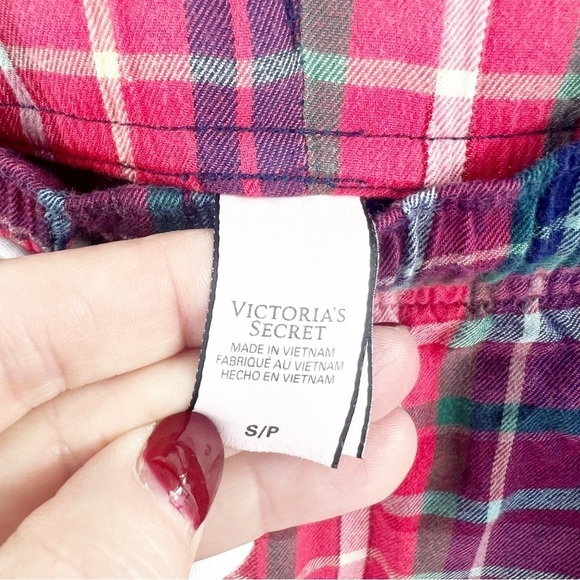 VICTORIA'S
SECRET
MADE IN VIETNAM
FABRIQUÉ AU VIETNAM
HECHO EN VIETNAM
S/P